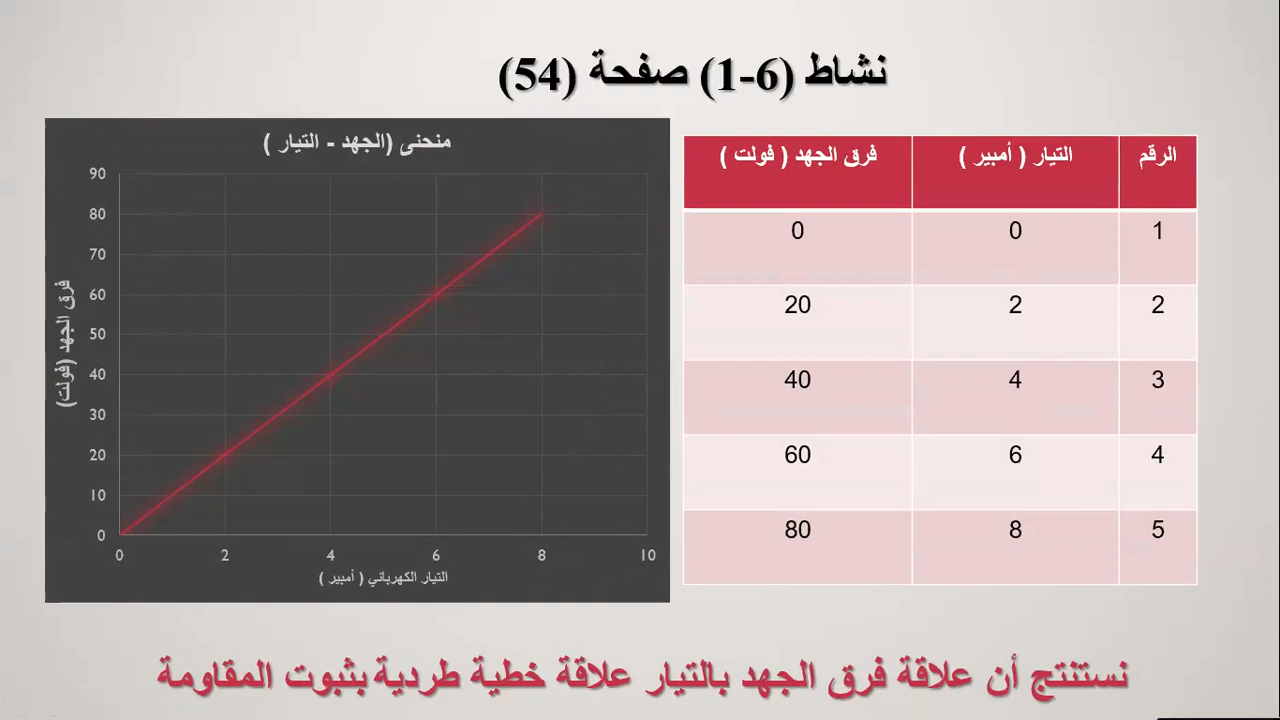 نشاط (6-1) صفحة (54)
الرقم التيار ( أمبير ) فرق الجهد ( فولت )
1 0 0
2 2 20
3 4 40
4 6 60
5 8 80
منحنى (الجهد - التيار )
90
80
70
60
50
40
30
20
10
0
فرق الجهد (فولت)
0 2 4 6 8 10
التيار الكهربائي ( أمبير )
نستنتج أن علاقة فرق الجهد بالتيار علاقة خطية طردية بثبوت المقاومة